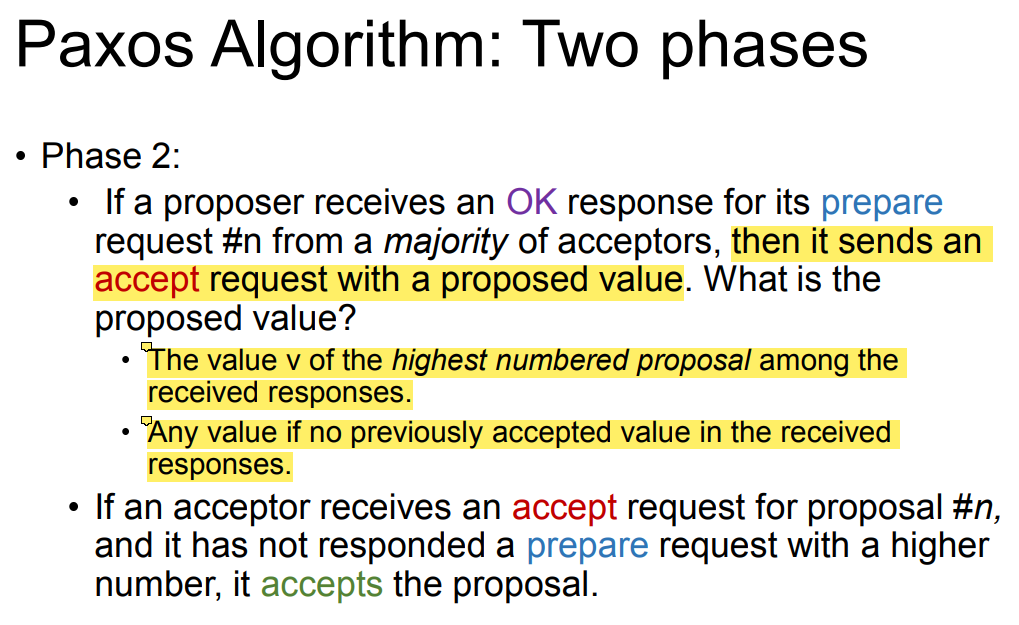 Paxos Algorithm: Two phases
• Phase 2:
• If a proposer receives an OK response for its prepare
request #n from a majority of acceptors, then it sends an
accept request with a proposed value. What is the
proposed value?
• The value v of the highest numbered proposal among the
received responses.
• Any value if no previously accepted value in the received
responses.
• If an acceptor receives an accept request for proposal #n,
and it has not responded a prepare request with a higher
number, it accepts the proposal.